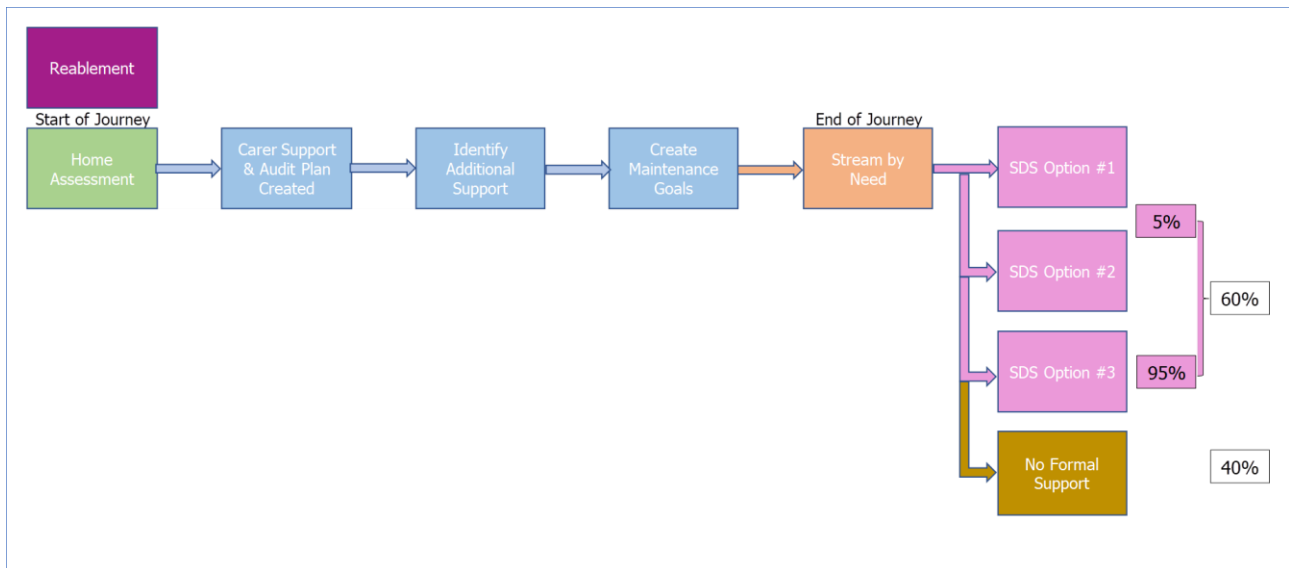 Reablement
Start of Journey
Home
Assessment
Carer Support
& Audit Plan
Created
Identify
Additional
Support
Create
Maintenance
Goals
End of Journey
Stream by
Need
SDS Option #1
5%
SDS Option #2
60%
SDS Option #3
95%
No Formal
Support
40%